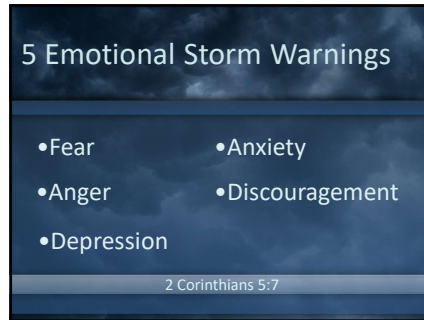 5 Emotional Storm Warnings
•Fear
•Anxiety
•Anger
•Discouragement
•Depression
2 Corinthians 5:7